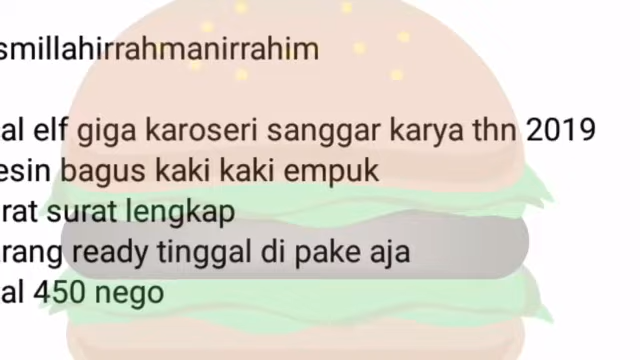 smillahirrahmanirrahim
al elf giga karoseri sanggar karya thn 2019
esin bagus kaki kaki empuk
rat surat lengkap
rang ready tinggal di pake aja
al 450 nego